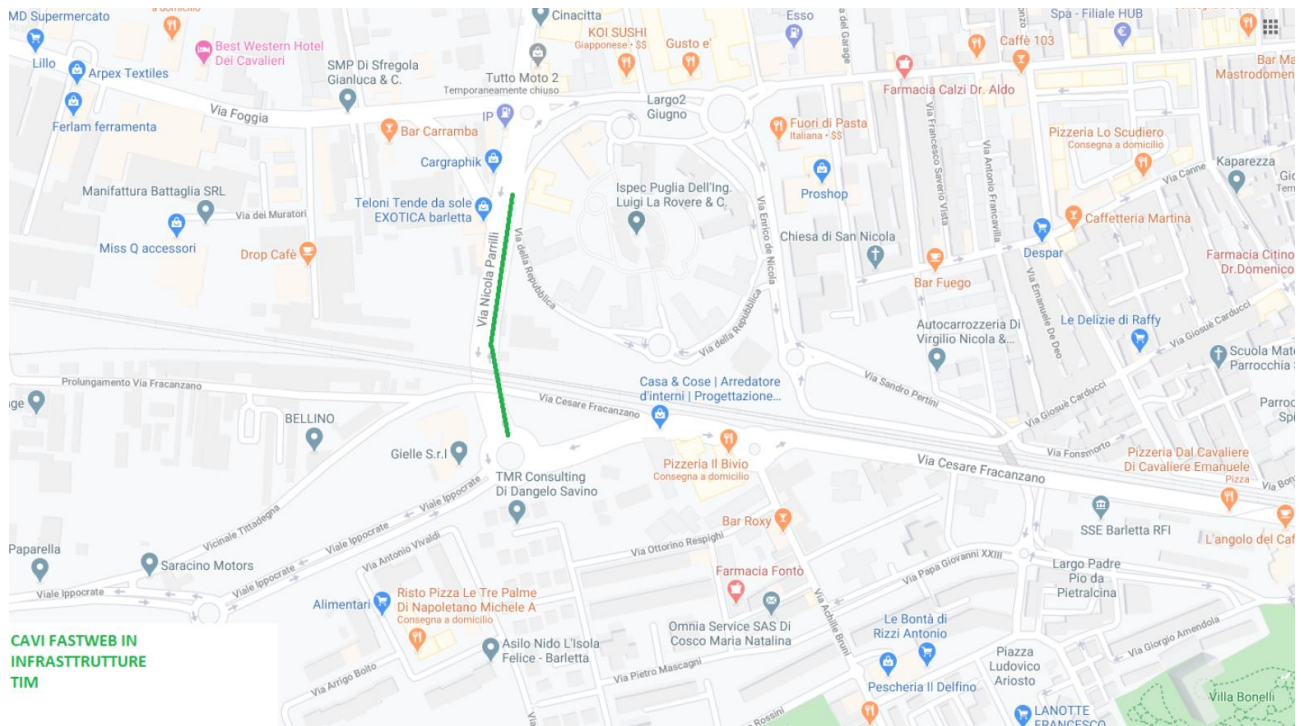 MD Supermercato
Lillo
Arpex Textiles
Ferlam ferramenta
Best Western Hotel
Dei Cavalieri
SMP Di Sfregola
Gianluca & C.
Via Foggia
Bar Carramba
Cargraphik
IP
Cinacitta
Tutto Moto 2
Temporaneamente chiuso
KOI SUSHI
Giapponese • $$
Gusto e'
Esso
Largo2
Giugno
Fuori di Pasta
Italiana • $$
Proshop
Spa - Filiale HUB
Caffè 103
Farmacia Calzi Dr. Aldo
Bar Ma
Mastrodomen
Pizzeria Lo Scudiero
Consegna a domicilio
Kaparezza
Via Canne
Caffetteria Martina
Despar
Farmacia Citino
Dr.Domenico
Via Francesco Saverio Vista
Via Antonio Francavilla
Via Emanuele De Deo
Manifattura Battaglia SRL
Via dei Muratori
Miss Q accessori
Drop Cafè
Teloni Tende da sole
EXOTICA barletta
Via Nicola Parrilli
Via della Repubblica
Ispec Puglia Dell'Ing.
Luigi La Rovere & C.
Via Enrico de Nicola
Via della Repubblica
Chiesa di San Nicola
Bar Fuego
Autocarrozzeria Di
Virgilio Nicola &...
Le Delizie di Raffy
Via Giosuè Carducci
Via Giosuè Carducci
Scuola Mate
Parrocchia S
Via Sandro Pertini
Prolungamento Via Fracanzano
BELLINO
Gielle S.r.l
Via Cesare Fracanzano
Casa & Cose | Arredatore
d'interni | Progettazione...
Pizzeria Il Bivio
Consegna a domicilio
Via Cesare Fracanzano
Via Fonsmorto
Pizzeria Dal Cavaliere
Di Cavaliere Emanuele
Pizza
SSE Barletta RFI
L'angolo del Caf
TMR Consulting
Di Dangelo Savino
Bar Roxy
Paparella
Saracino Motors
Vicinale Tittadegna
Viale Ippocrate
Viale Ippocrate
Viale Ippocrate
Viale Ippocrate
Via Antonio Vivaldi
Via Ottorino Respighi
Farmacia Fontò
Via Papa Giovanni XXIII
Largo Padre
Pio da
Pietralcina
Alimentari
Risto Pizza Le Tre Palme
Di Napoletano Michele A
Consegna a domicilio
Omnia Service SAS Di
Cosco Maria Natalina
Via Achille Bruni
Le Bontà di
Rizzi Antonio
Via Giorgio Amendola
Asilo Nido L'Isola
Felice - Barletta
Via Arrigo Boito
Via Pietro Mascagni
Piazza
Ludovico
Ariosto
Pescheria Il Delfino
Villa Bonelli
LANOTTE
FRANCESCO
CAVI FASTWEB IN
INFRASTTRUTTURE
TIM